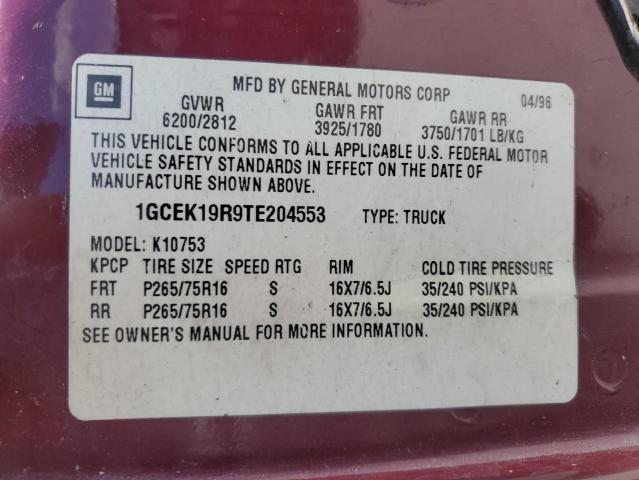 GM MFD BY GENERAL MOTORS CORP 04/96
GVWR GAWR FRT GAWR RR
6200/2812 3925/1780 3750/1701 LB/KG
THIS VEHICLE CONFORMS TO ALL APPLICABLE U.S. FEDERAL MOTOR
VEHICLE SAFETY STANDARDS IN EFFECT ON THE DATE OF
MANUFACTURE SHOWN ABOVE.
1GCEK19R9TE204553 TYPE: TRUCK
MODEL: K10753
KPCP TIRE SIZE SPEED RTG RIM COLD TIRE PRESSURE
FRT P265/75R16 S 16X7/6.5J 35/240 PSI/KPA
RR P265/75R16 S 16X7/6.5J 35/240 PSI/KPA
SEE OWNER'S MANUAL FOR MORE INFORMATION.